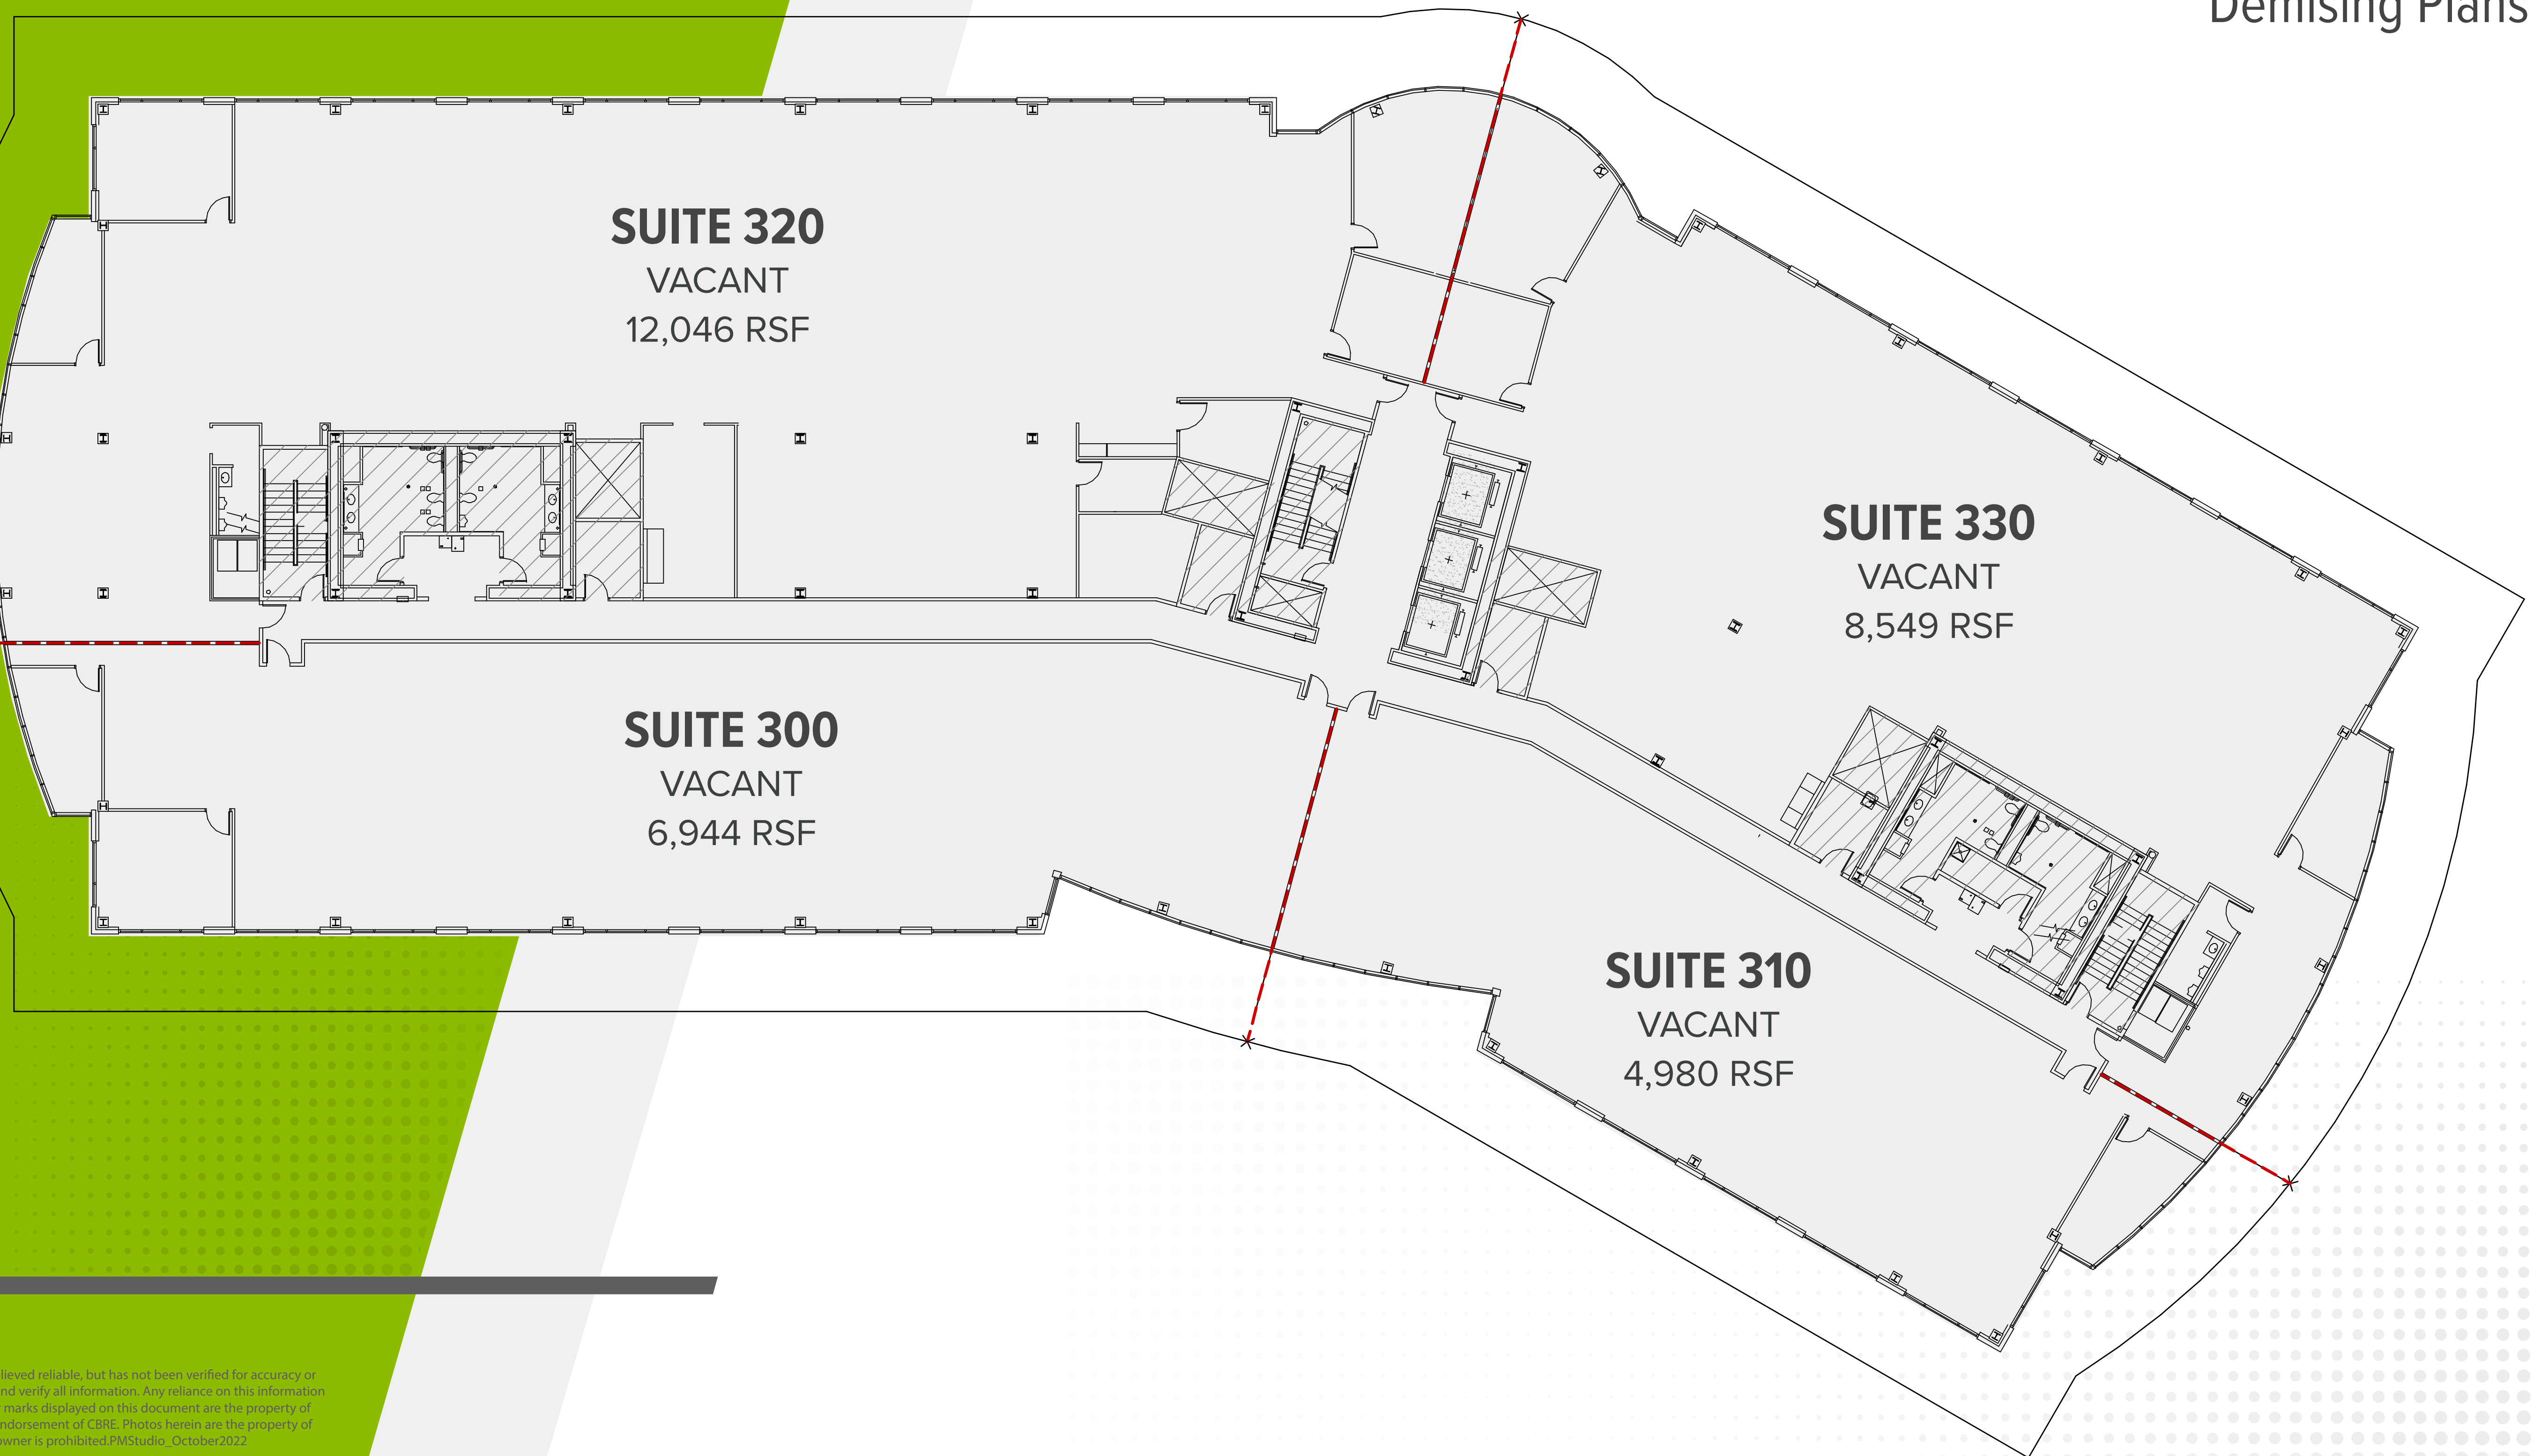 Demising Plans
SUITE 320
VACANT
12,046 RSF
SUITE 330
VACANT
8,549 RSF
SUITE 300
VACANT
6,944 RSF
SUITE 310
VACANT
4,980 RSF
lieved reliable, but has not been verified for accuracy or
nd verify all information. Any reliance on this information
marks displayed on this document are the property of
ndorsement of CBRE. Photos herein are the property of
owner is prohibited.PMStudio_October2022